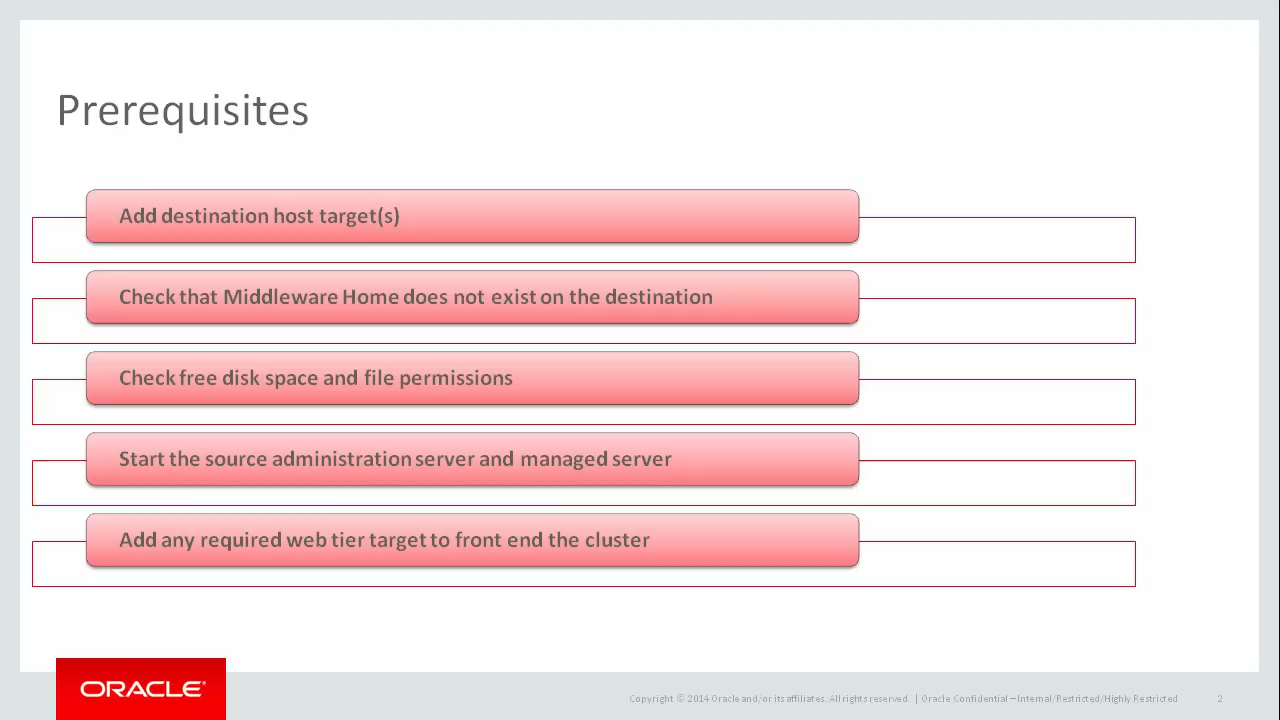 Prerequisites
Add destination host target(s)
Check that Middleware Home does not exist on the destination
Check free disk space and file permissions
Start the source administration server and managed server
Add any required web tier target to front end the cluster
ORACLE®
Copyright © 2014 Oracle and/or its affiliates. All rights reserved. | Oracle Confidential – Internal/Restricted/Highly Restricted 2